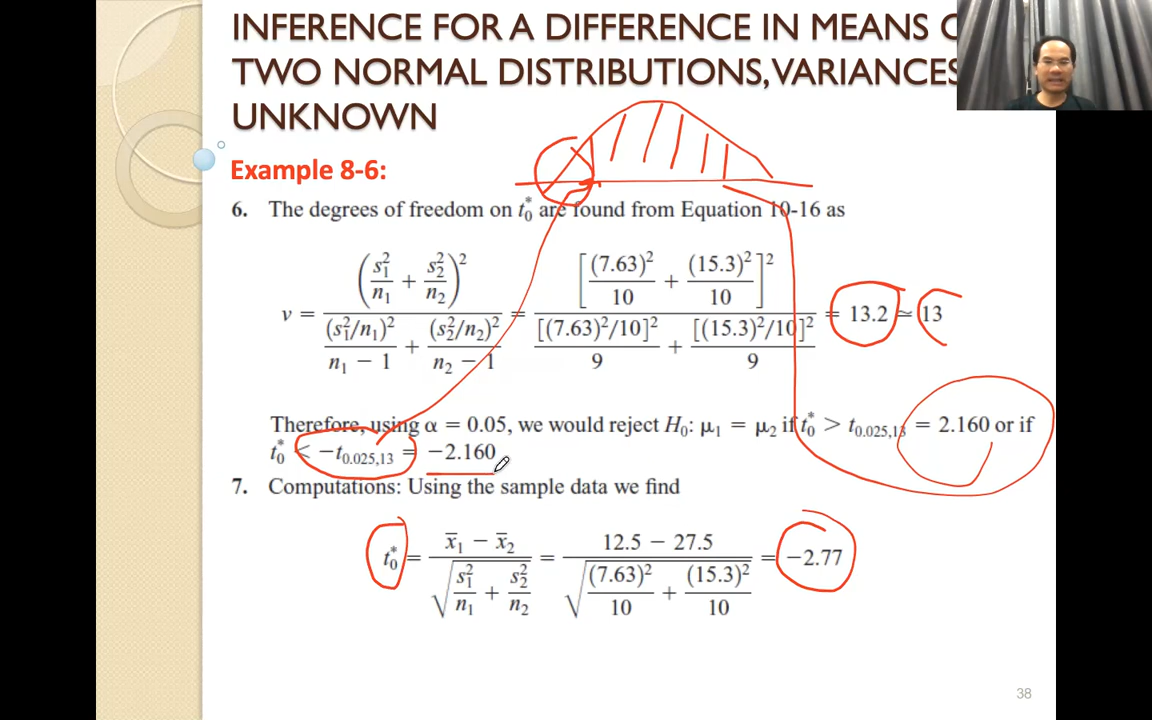 INFERENCE FOR A DIFFERENCE IN MEANS
TWO NORMAL DISTRIBUTIONS, VARIANCES
UNKNOWN
Example 8-6:
6. The degrees of freedom on t₀* are found from Equation 10-16 as
ν = (s₁²/n₁ + s₂²/n₂)² / ((s₁²/n₁)²/(n₁ − 1) + (s₂²/n₂)²/(n₂ − 1)) = [(7.63)²/10 + (15.3)²/10]² / ([(7.63)²/10]²/9 + [(15.3)²/10]²/9) = 13.2 ≃ 13
Therefore, using α = 0.05, we would reject H₀: μ₁ = μ₂ if t₀* > t₀.₀₂₅,₁₃ = 2.160 or if
t₀* < −t₀.₀₂₅,₁₃ = −2.160
7. Computations: Using the sample data we find
t₀* = (x̄₁ − x̄₂) / √(s₁²/n₁ + s₂²/n₂) = (12.5 − 27.5) / √((7.63)²/10 + (15.3)²/10) = −2.77
38